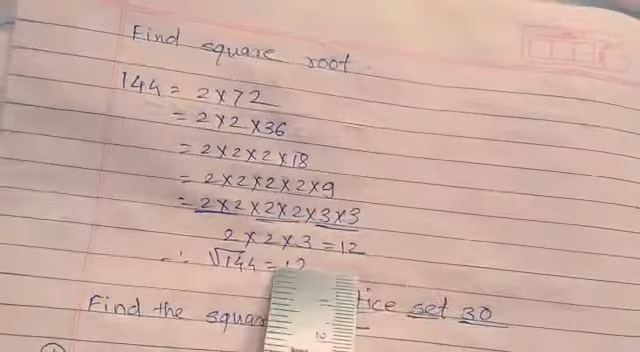 Find square root.
144 = 2×72
= 2×2×36
= 2×2×2×18
= 2×2×2×2×9
= 2×2×2×2×3×3
2×2×3 = 12
∴ √144 = 12
Find the squar tice set 30